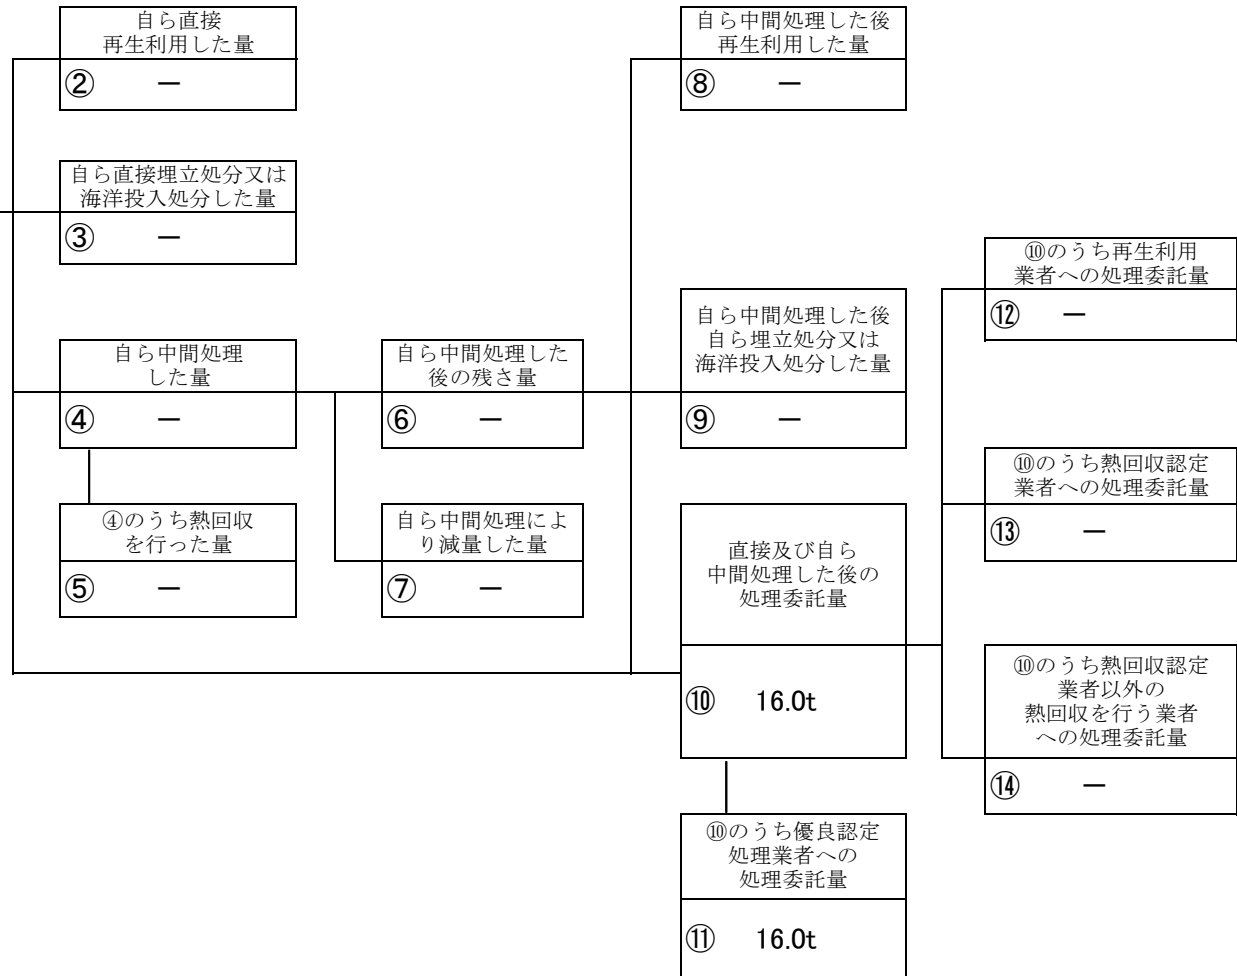 自ら直接
再生利用した量
② ー
自ら直接埋立処分又は
海洋投入処分した量
③ ー
自ら中間処理
した量
④ ー
④のうち熱回収
を行った量
⑤ ー
自ら中間処理した
後の残さ量
⑥ ー
自ら中間処理によ
り減量した量
⑦ ー
自ら中間処理した後
再生利用した量
⑧ ー
自ら中間処理した後
自ら埋立処分又は
海洋投入処分した量
⑨ ー
直接及び自ら
中間処理した後の
処理委託量
⑩ 16.0t
⑩のうち優良認定
処理業者への
処理委託量
⑪ 16.0t
⑩のうち再生利用
業者への処理委託量
⑫ ー
⑩のうち熱回収認定
業者への処理委託量
⑬ ー
⑩のうち熱回収認定
業者以外の
熱回収を行う業者
への処理委託量
⑭ ー